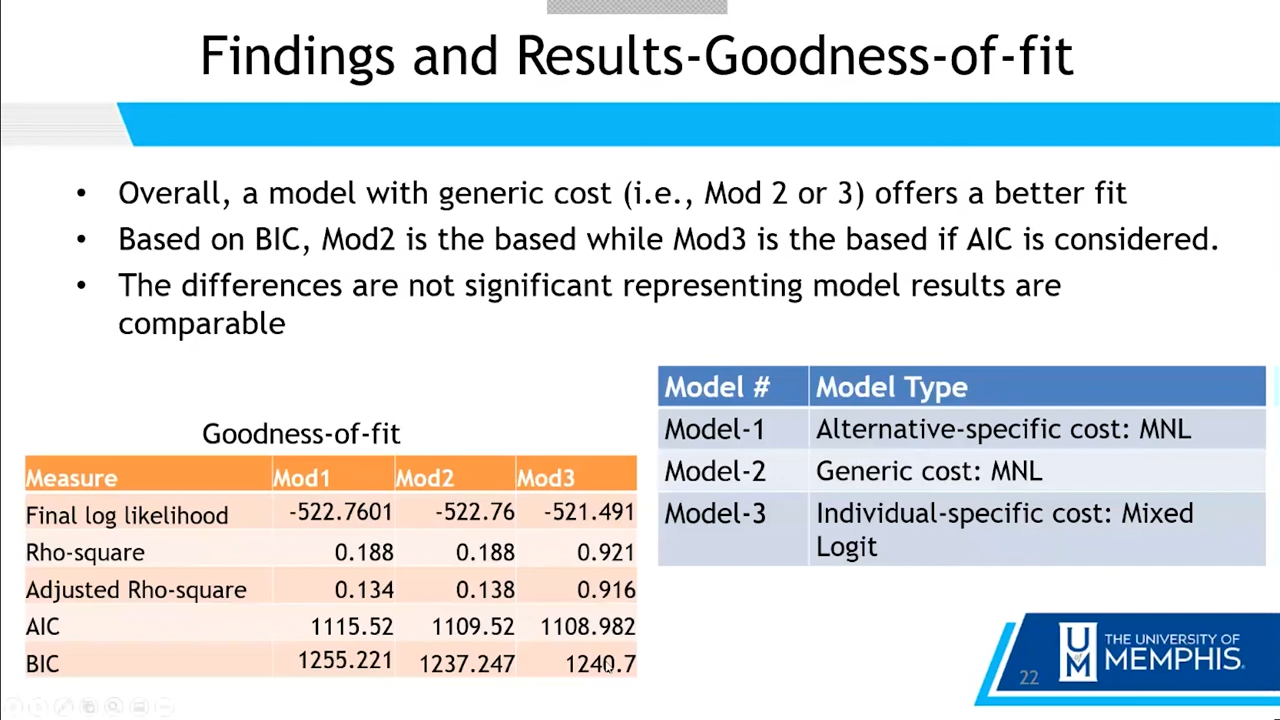 Findings and Results-Goodness-of-fit
• Overall, a model with generic cost (i.e., Mod 2 or 3) offers a better fit
• Based on BIC, Mod2 is the based while Mod3 is the based if AIC is considered.
• The differences are not significant representing model results are
comparable
Goodness-of-fit
Measure Mod1 Mod2 Mod3
Final log likelihood -522.7601 -522.76 -521.491
Rho-square 0.188 0.188 0.921
Adjusted Rho-square 0.134 0.138 0.916
AIC 1115.52 1109.52 1108.982
BIC 1255.221 1237.247 1240.7
Model # Model Type
Model-1 Alternative-specific cost: MNL
Model-2 Generic cost: MNL
Model-3 Individual-specific cost: Mixed
Logit
22
UofM
THE UNIVERSITY OF
MEMPHIS.